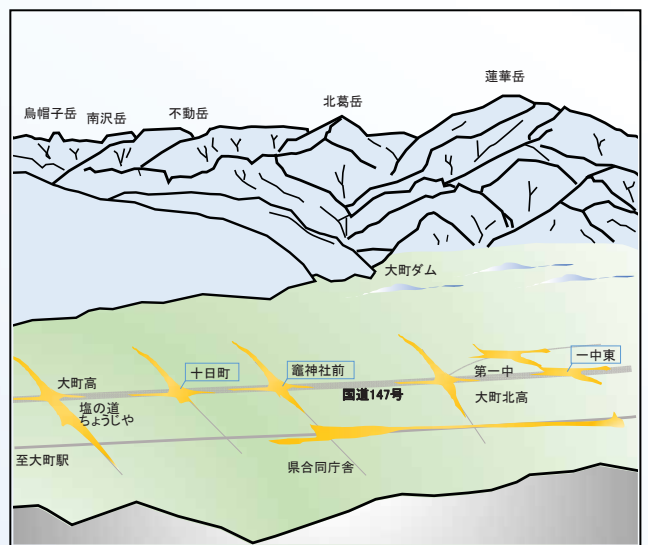 烏帽子岳
南沢岳
不動岳
北葛岳
蓮華岳
大町ダム
大町高
十日町
竈神社前
第一中
一中東
国道147号
大町北高
塩の道
ちょうじや
至大町駅
県合同庁舎